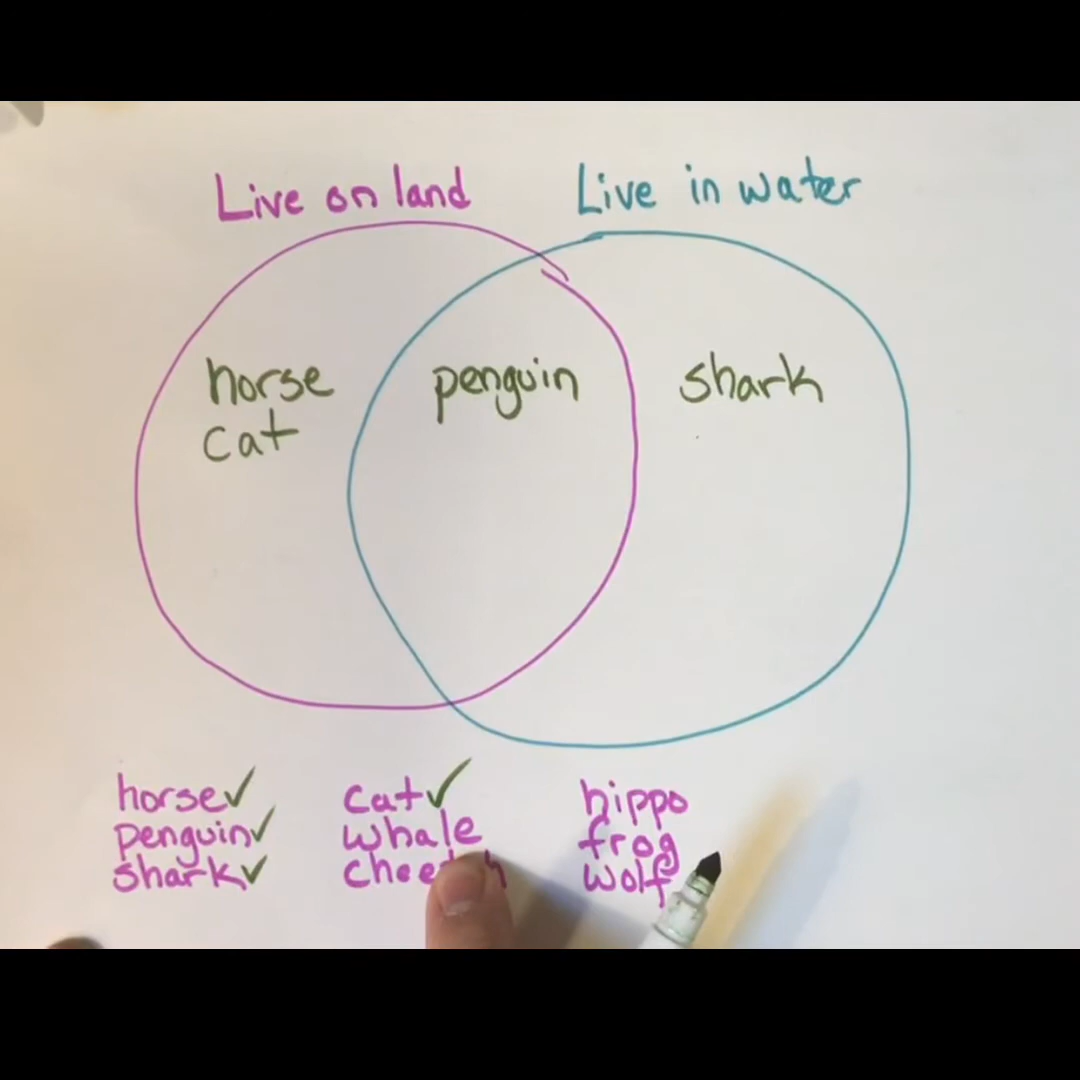 Live on land
Live in water
horse
cat
penguin
shark
horse✓
penguin✓
shark✓
cat✓
whale
hippo
frog
wolf